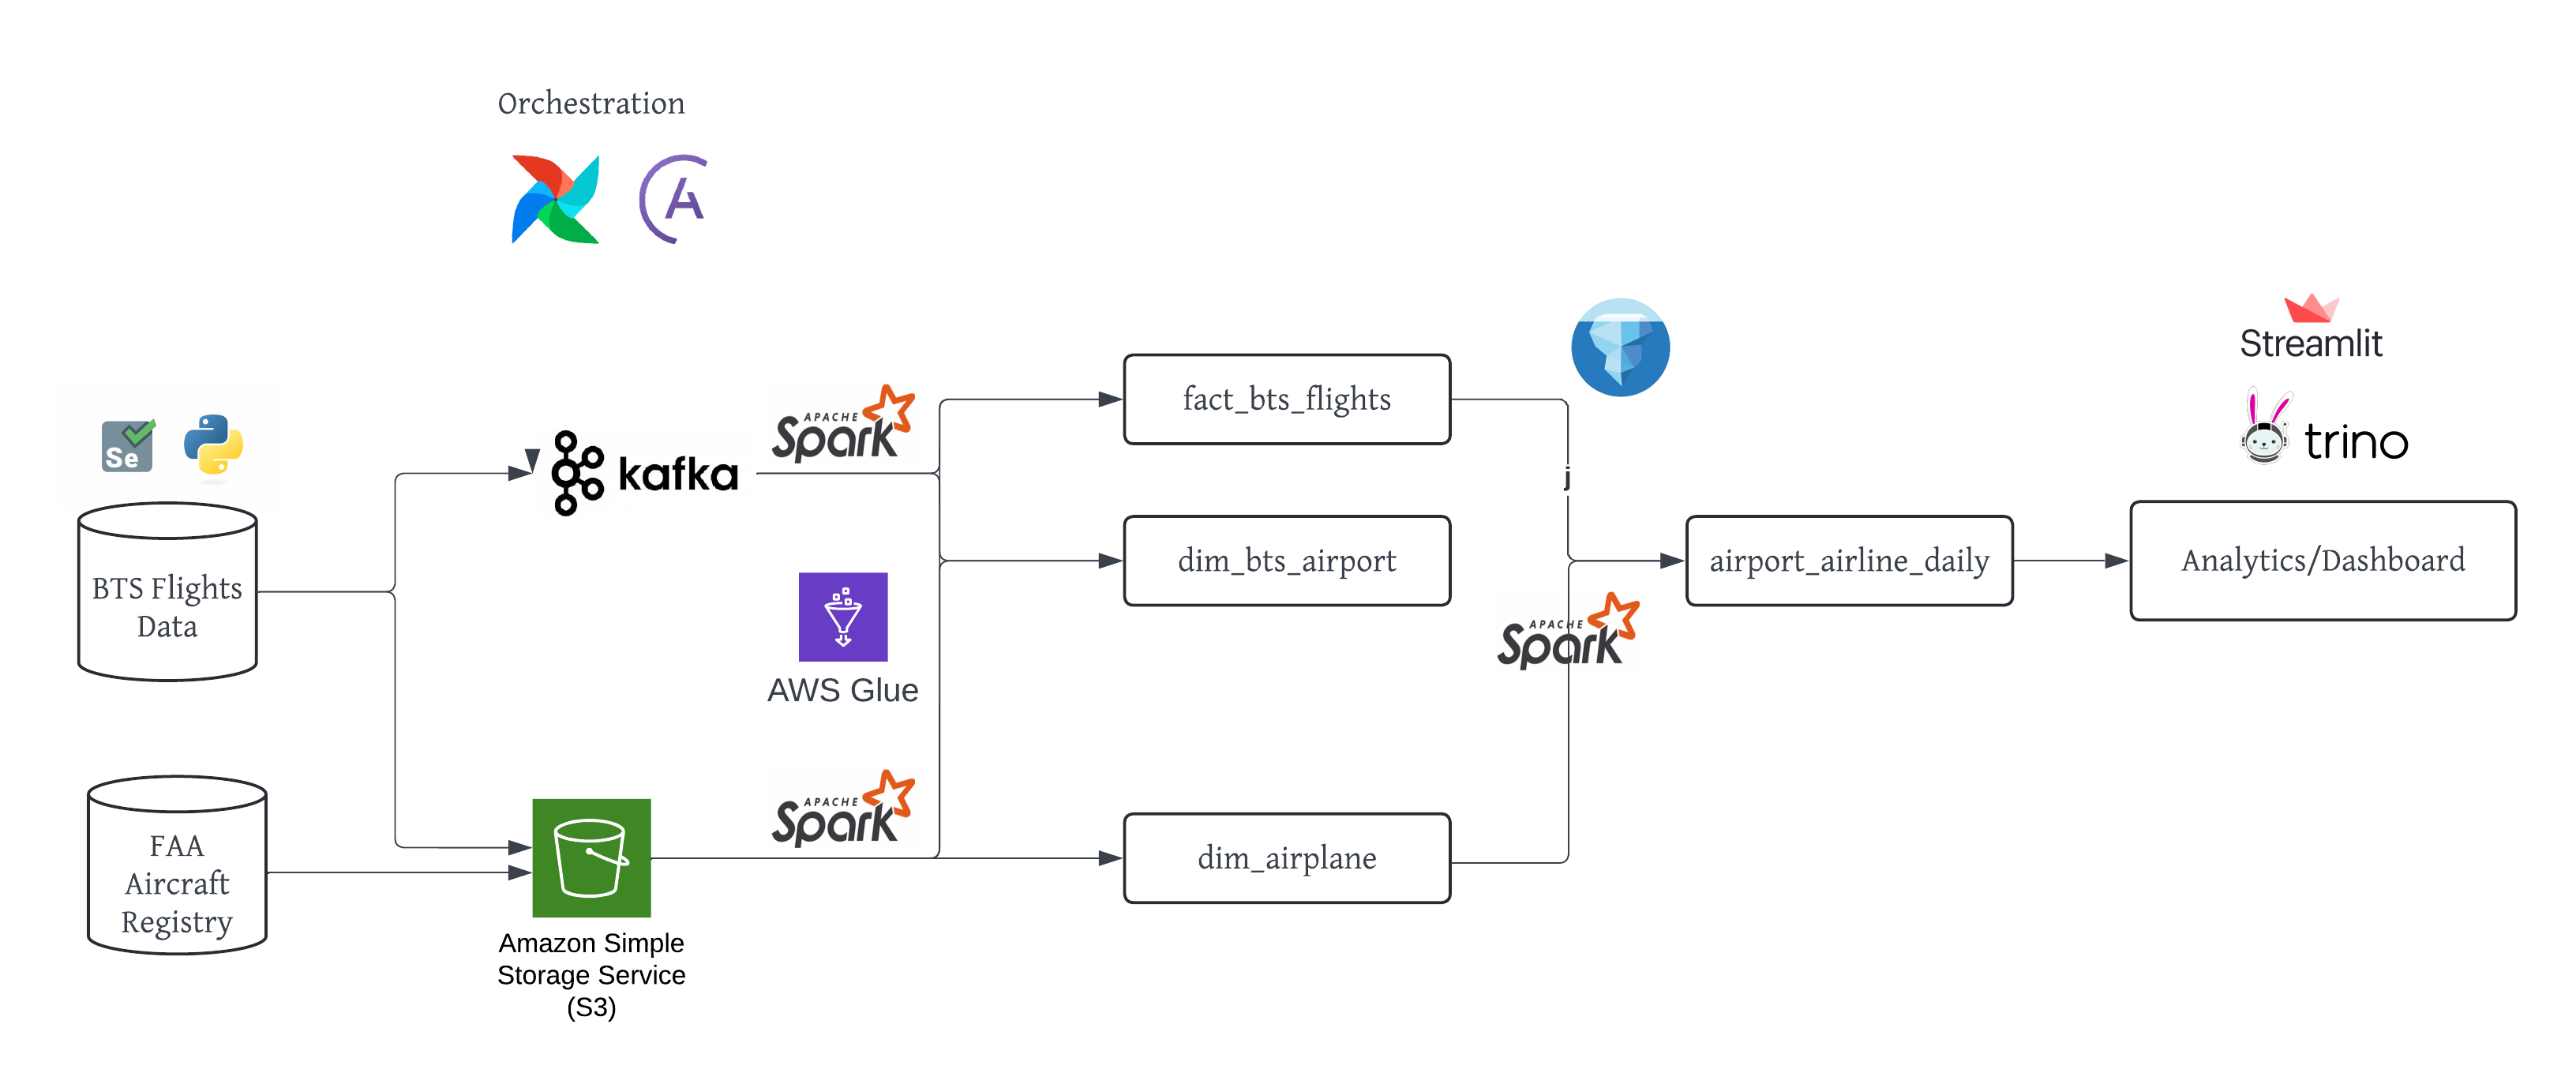 Orchestration
A
Streamlit
trino
Se
kafka
APACHE
Spark
fact_bts_flights
j
BTS Flights
Data
AWS Glue
dim_bts_airport
airport_airline_daily
Analytics/Dashboard
APACHE
Spark
FAA
Aircraft
Registry
APACHE
Spark
dim_airplane
Amazon Simple
Storage Service
(S3)